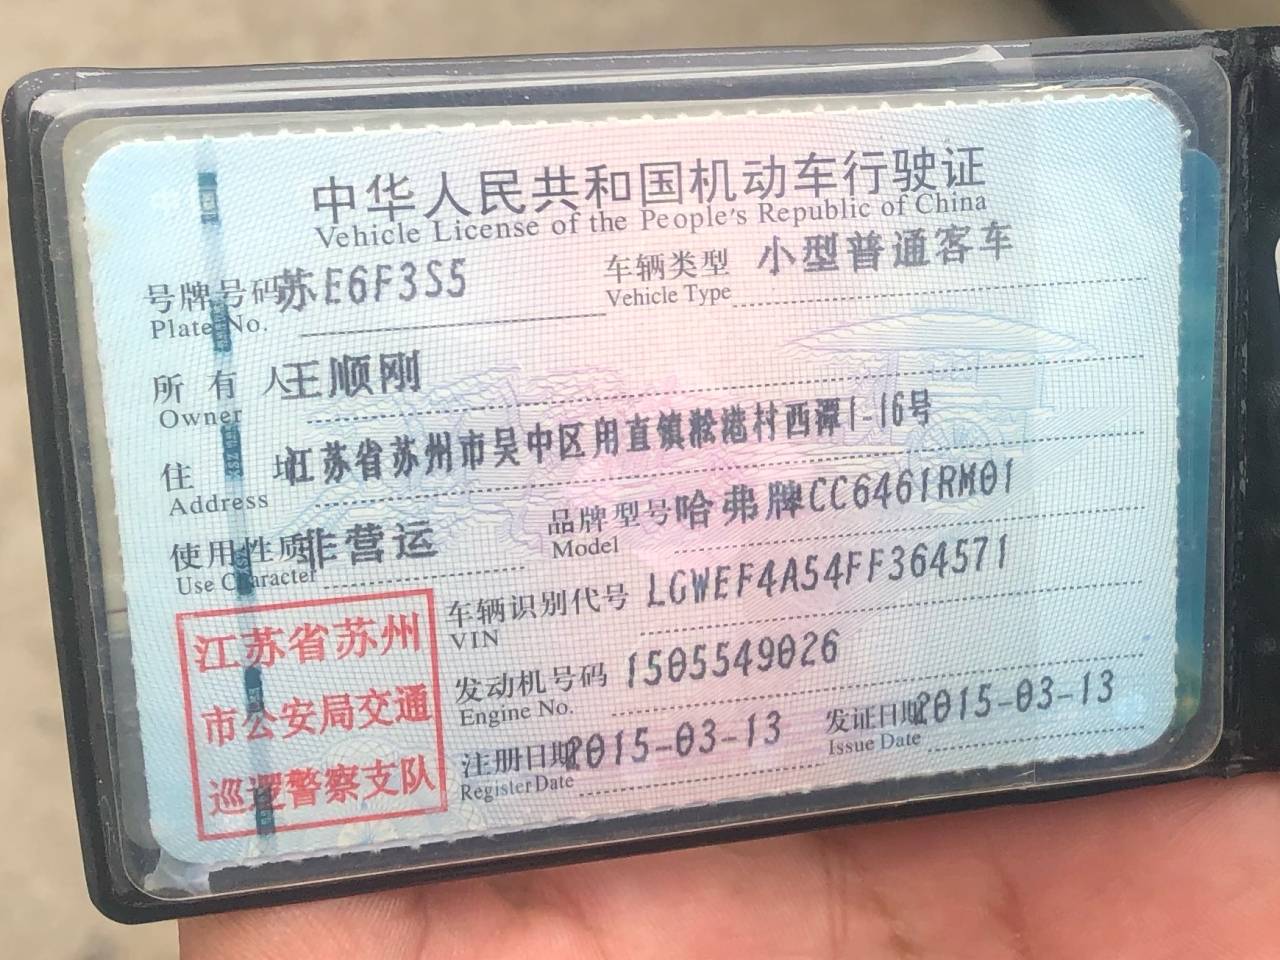 中华人民共和国机动车行驶证
Vehicle License of the People's Republic of China
号牌号码 苏E6F3S5 车辆类型 小型普通客车
Plate No. Vehicle Type
所有人 王顺刚
Owner
住址 江苏省苏州市吴中区甪直镇淞港村西潭1-16号
Address
使用性质 非营运 品牌型号 哈弗牌CC6461RM01
Use Character Model
车辆识别代号 LGWEF4A54FF364571
VIN
发动机号码 1505549026
Engine No.
注册日期 2015-03-13 发证日期 2015-03-13
Register Date Issue Date
江苏省苏州
市公安局交通
巡逻警察支队